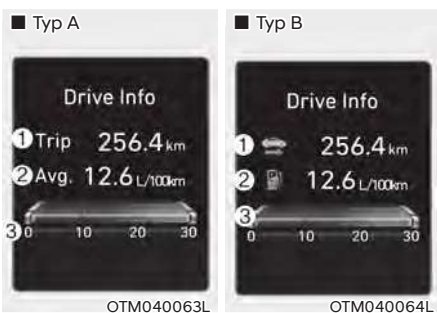 ■ Typ A
Drive Info
① Trip 256.4 km
② Avg. 12.6 L/100km
③
0 10 20 30
OTM040063L
■ Typ B
Drive Info
① 256.4 km
② 12.6 L/100km
③
0 10 20 30
OTM040064L